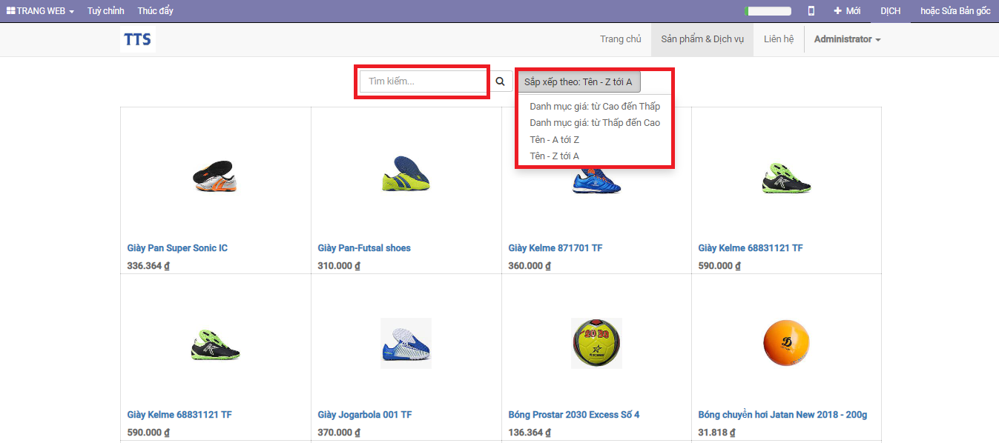 TRANG WEB Tuỳ chỉnh Thúc đẩy Mới DỊCH hoặc Sửa Bản gốc
TTS Trang chủ Sản phẩm & Dịch vụ Liên hệ Administrator
Tìm kiếm... Sắp xếp theo: Tên - Z tới A
Danh mục giá: từ Cao đến Thấp
Danh mục giá: từ Thấp đến Cao
Tên - A tới Z
Tên - Z tới A
Giày Pan Super Sonic IC Giày Pan-Futsal shoes Giày Kelme 871701 TF Giày Kelme 68831121 TF
336.364 ₫ 310.000 ₫ 360.000 ₫ 590.000 ₫
2030
Giày Kelme 68831121 TF Giày Jogarbola 001 TF Bóng Prostar 2030 Excess Số 4 Bóng chuyền hơi Jatan New 2018 - 200g
590.000 ₫ 370.000 ₫ 136.364 ₫ 31.818 ₫